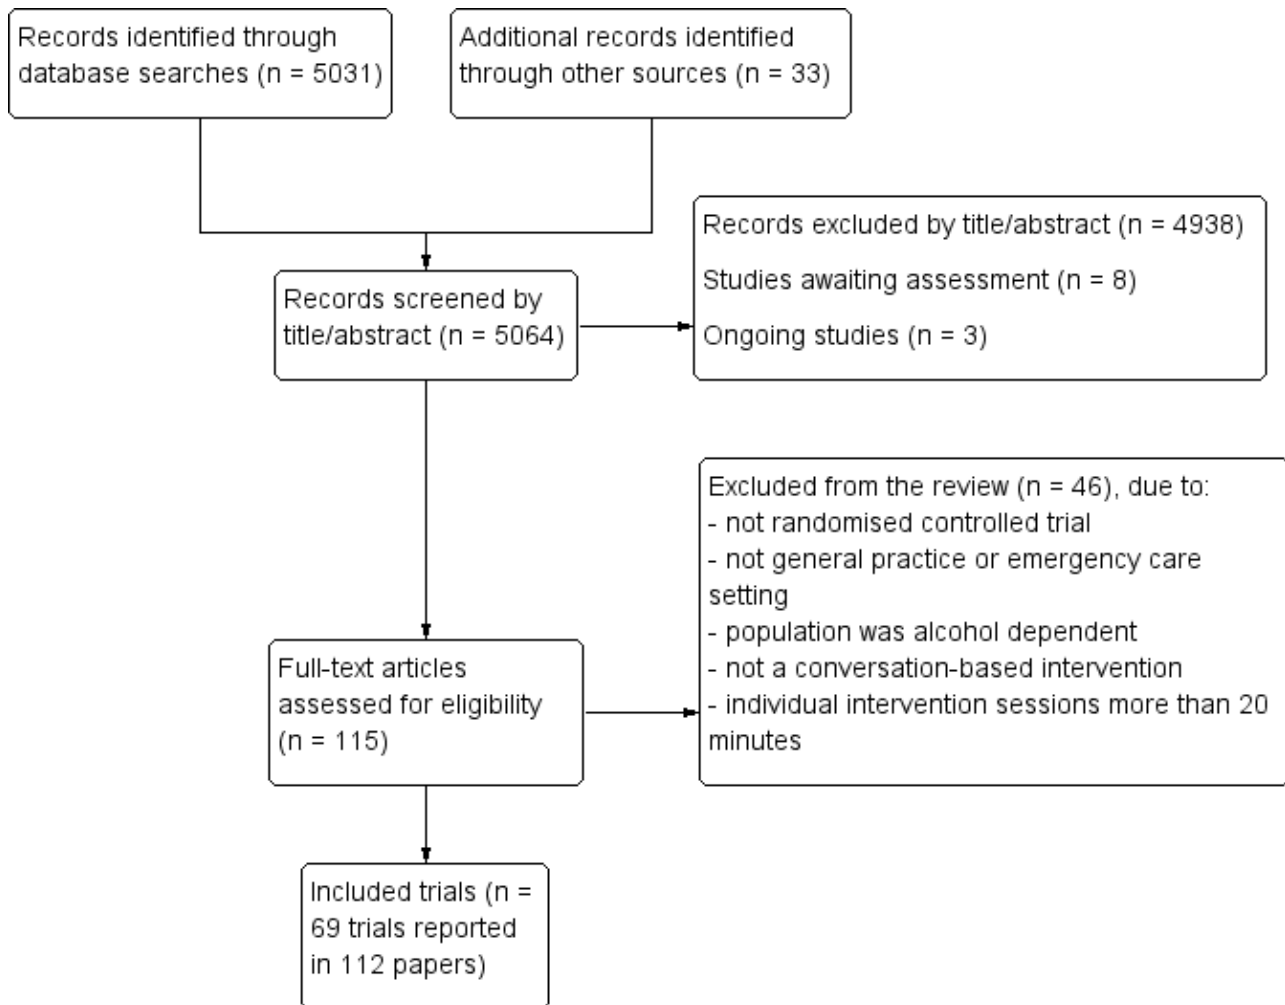 Records identified through
database searches (n = 5031)
Additional records identified
through other sources (n = 33)
Records screened by
title/abstract (n = 5064)
Records excluded by title/abstract (n = 4938)
Studies awaiting assessment (n = 8)
Ongoing studies (n = 3)
Full-text articles
assessed for eligibility
(n = 115)
Excluded from the review (n = 46), due to:
- not randomised controlled trial
- not general practice or emergency care
setting
- population was alcohol dependent
- not a conversation-based intervention
- individual intervention sessions more than 20
minutes
Included trials (n =
69 trials reported
in 112 papers)